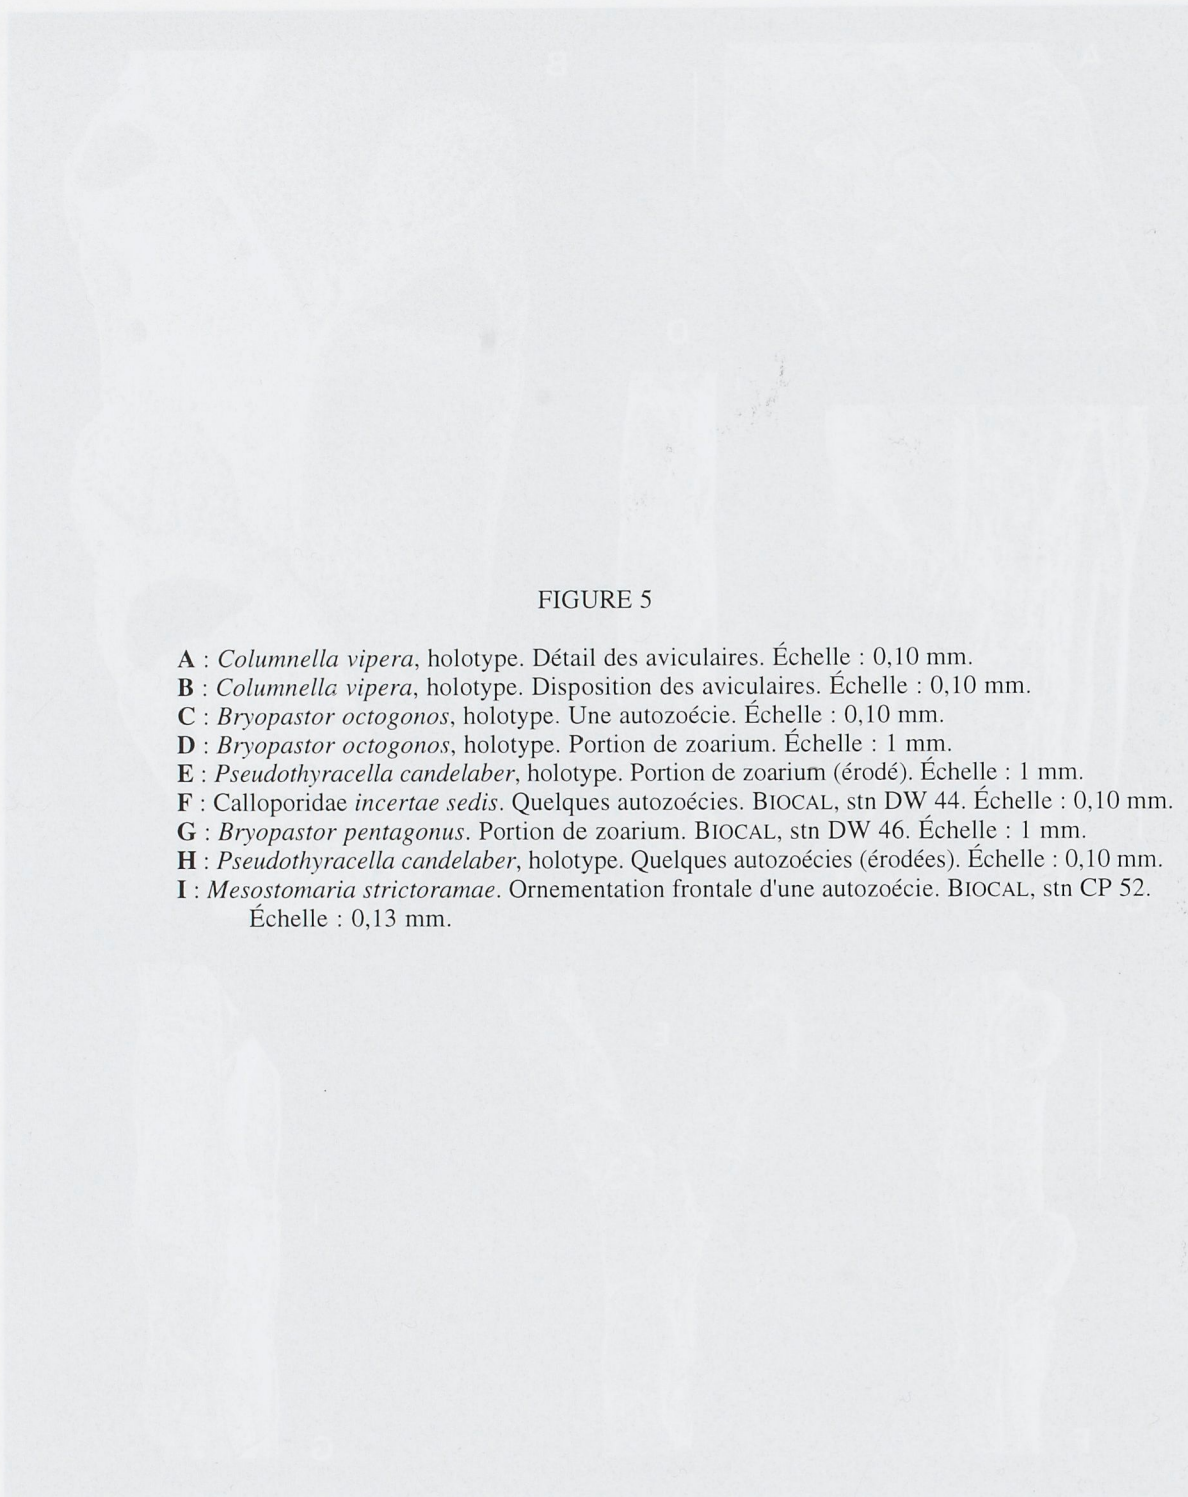 FIGURE 5
A : Columnella vipera, holotype. Détail des aviculaires. Échelle : 0,10 mm.
B : Columnella vipera, holotype. Disposition des aviculaires. Échelle : 0,10 mm.
C : Bryopastor octogonos, holotype. Une autozoécie. Échelle : 0,10 mm.
D : Bryopastor octogonos, holotype. Portion de zoarium. Échelle : 1 mm.
E : Pseudothyracella candelaber, holotype. Portion de zoarium (érodé). Échelle : 1 mm.
F : Calloporidae incertae sedis. Quelques autozoécies. BIOCAL, stn DW 44. Échelle : 0,10 mm.
G : Bryopastor pentagonus. Portion de zoarium. BIOCAL, stn DW 46. Échelle : 1 mm.
H : Pseudothyracella candelaber, holotype. Quelques autozoécies (érodées). Échelle : 0,10 mm.
I : Mesostomaria strictoramae. Ornementation frontale d'une autozoécie. BIOCAL, stn CP 52.
Échelle : 0,13 mm.